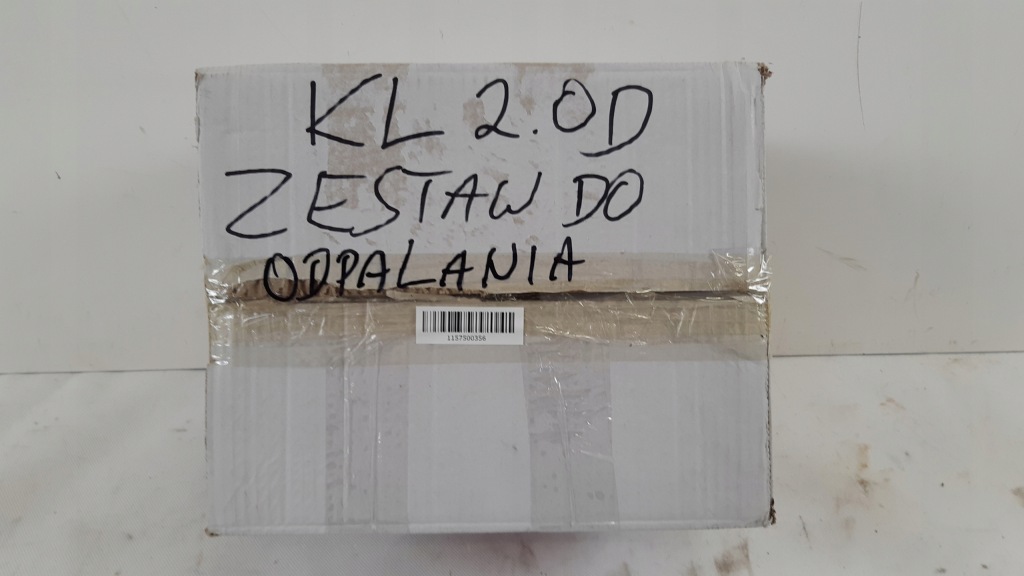 KL 2.0D
ZESTAW DO
ODPALANIA
1157500356